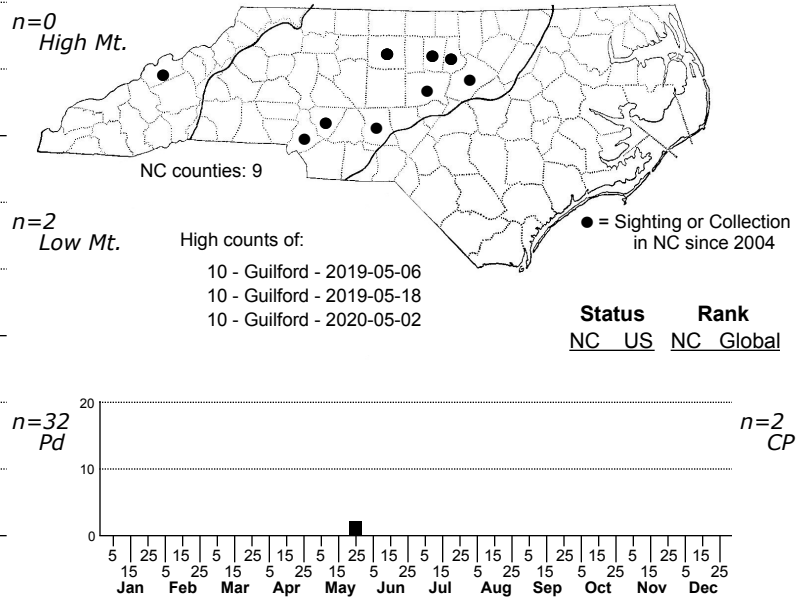 n=0
High Mt.
NC counties: 9
n=2
Low Mt.
High counts of:
10 - Guilford - 2019-05-06
10 - Guilford - 2019-05-18
10 - Guilford - 2020-05-02
= Sighting or Collection
in NC since 2004
Status Rank
NC US NC Global
n=32
Pd
20
10
0
n=2
CP
5 25 15 5 25 15 5 25 15 5 25 15 5 25 15 5 25 15
15 5 25 15 5 25 15 5 25 15 5 25 15 5 25 15 5 25
Jan Feb Mar Apr May Jun Jul Aug Sep Oct Nov Dec